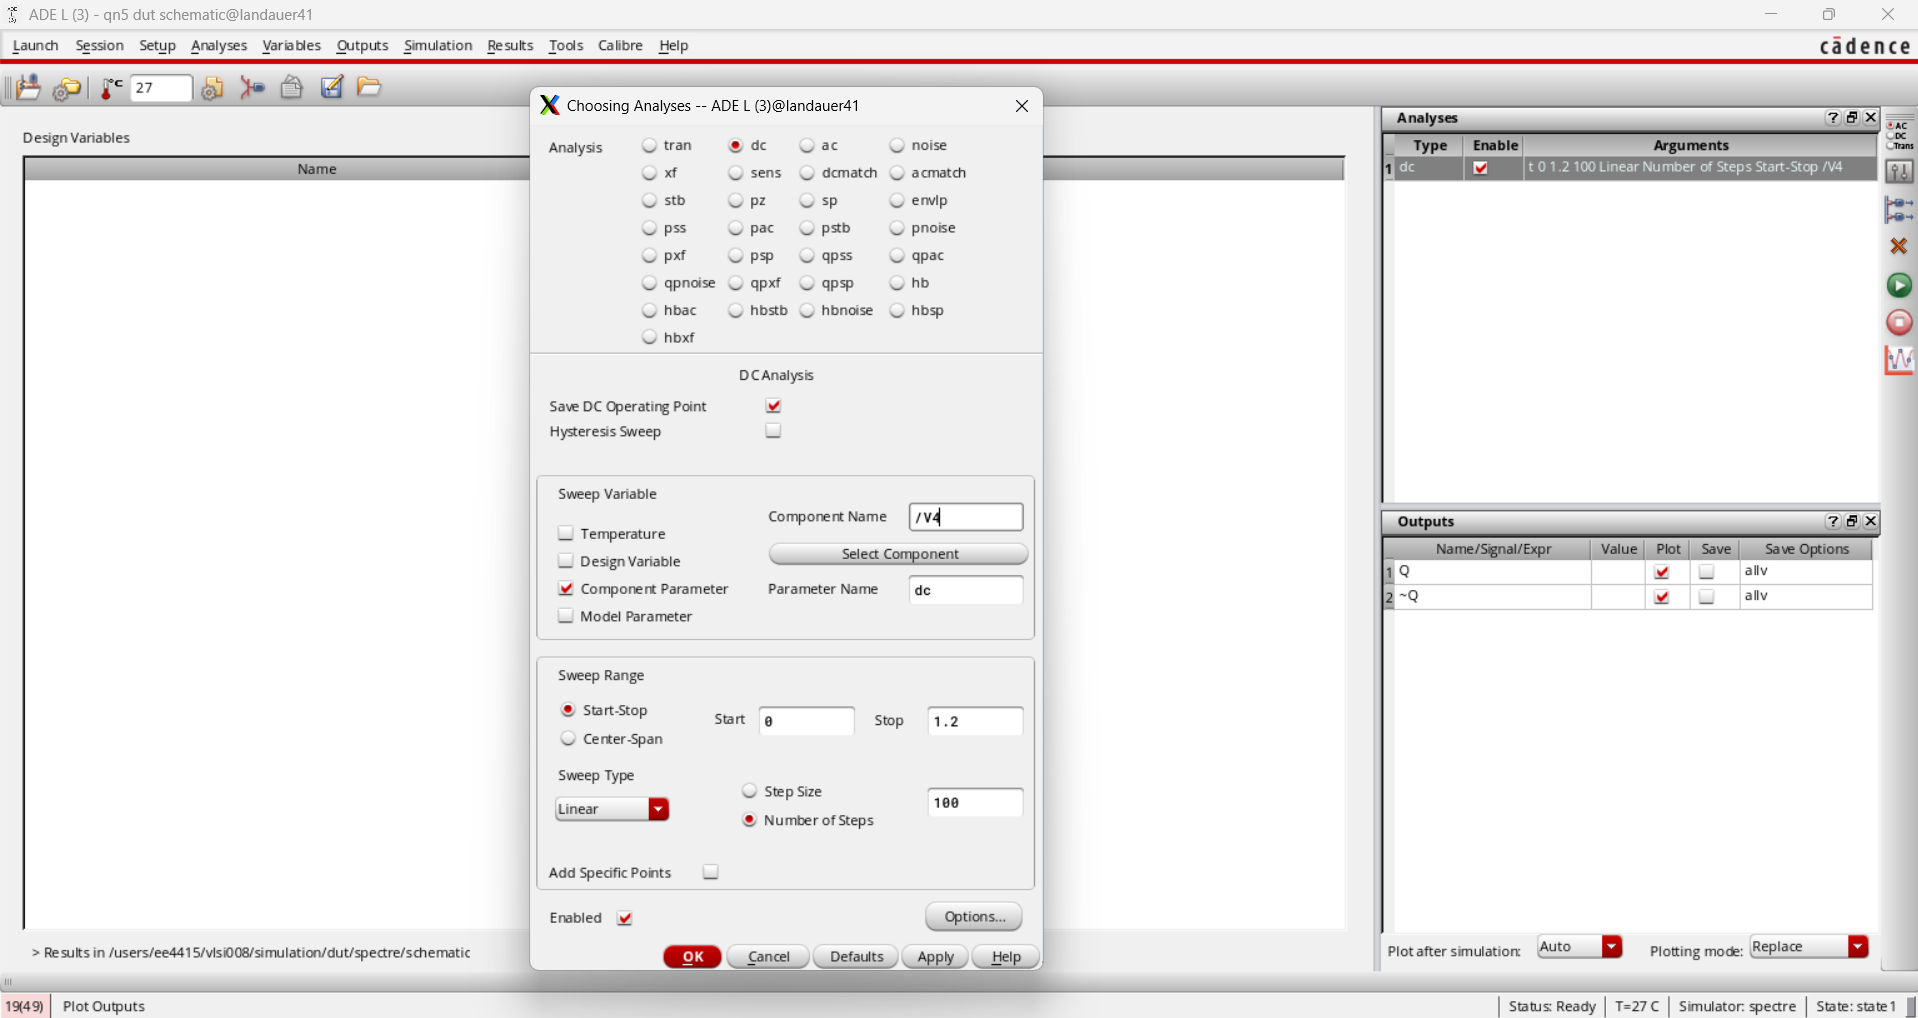 ADE L (3) - qn5 dut schematic@landauer41
Launch Session Setup Analyses Variables Outputs Simulation Results Tools Calibre Help
cādence
°C 27
Design Variables
Name
Choosing Analyses -- ADE L (3)@landauer41
Analysis tran dc ac noise
xf sens dcmatch acmatch
stb pz sp envlp
pss pac pstb pnoise
pxf psp qpss qpac
qpnoise qpxf qpsp hb
hbac hbstb hbnoise hbsp
hbxf
DC Analysis
Save DC Operating Point
Hysteresis Sweep
Sweep Variable
Temperature
Design Variable
Component Parameter
Model Parameter
Component Name /V4
Select Component
Parameter Name dc
Sweep Range
Start-Stop
Center-Span
Start 0 Stop 1.2
Sweep Type
Linear
Step Size
Number of Steps
100
Add Specific Points
Enabled
Options...
OK Cancel Defaults Apply Help
Analyses
Type Enable Arguments
1 dc t 0 1.2 100 Linear Number of Steps Start-Stop /V4
AC
DC
Trans
Outputs
Name/Signal/Expr Value Plot Save Save Options
1 Q allv
2 ~Q allv
Plot after simulation: Auto Plotting mode: Replace
> Results in /users/ee4415/vlsi008/simulation/dut/spectre/schematic
19(49) Plot Outputs Status: Ready T=27 C Simulator: spectre State: state1